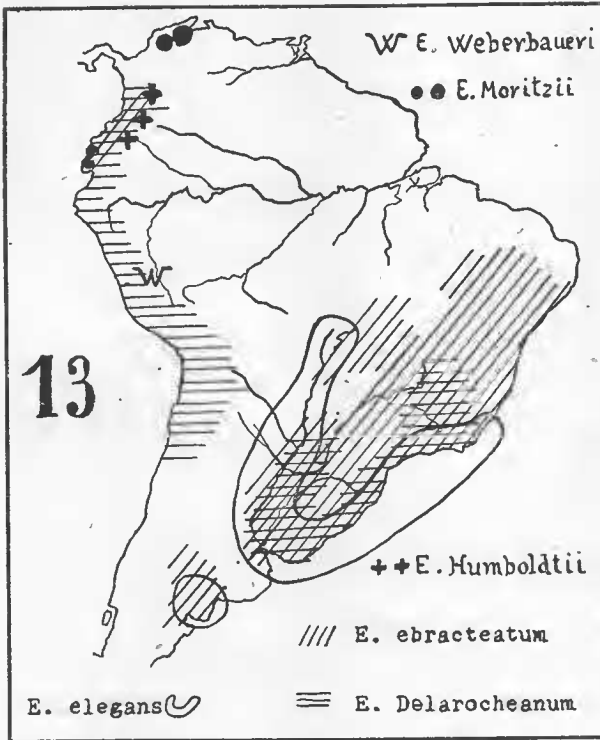 W E. Weberbaueri
E. Moritzii
13
W
E. Humboldtii
E. ebracteatum
E. elegans
E. Delarocheanum